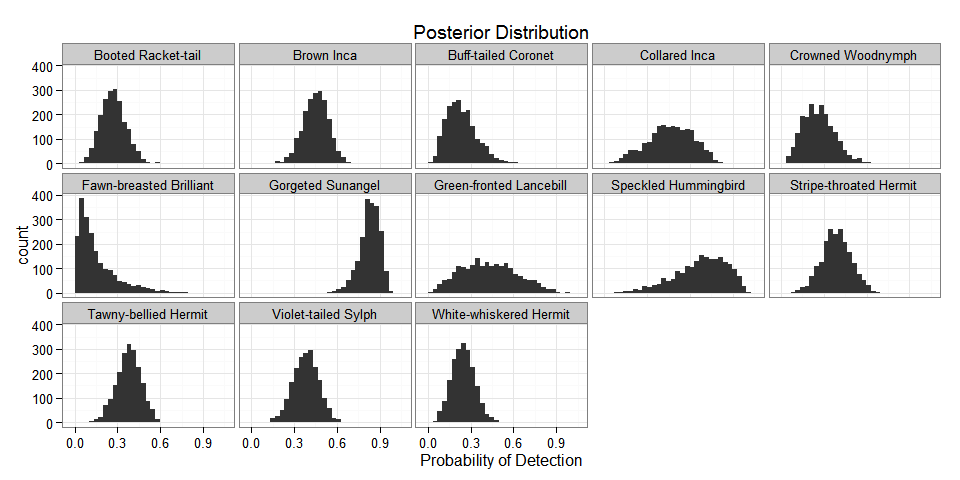 Posterior Distribution
Booted Racket-tail Brown Inca Buff-tailed Coronet Collared Inca Crowned Woodnymph
400
300
200
100
0
Fawn-breasted Brilliant Gorgeted Sunangel Green-fronted Lancebill Speckled Hummingbird Stripe-throated Hermit
400
300
200
100
0
count
Tawny-bellied Hermit Violet-tailed Sylph White-whiskered Hermit
400
300
200
100
0
0.0 0.3 0.6 0.9 0.0 0.3 0.6 0.9 0.0 0.3 0.6 0.9
Probability of Detection